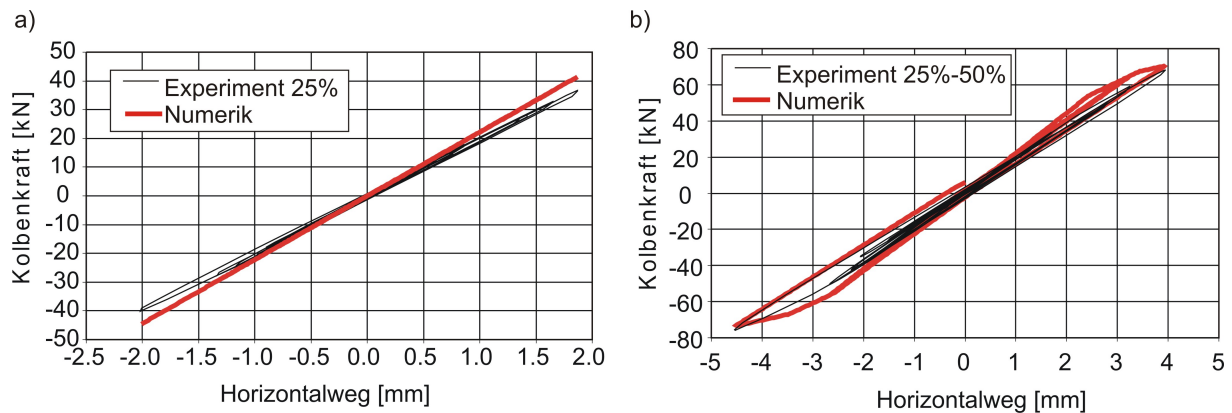 a)
50
40
30
20
10
0
-10
-20
-30
-40
-50
Kolbenkraft [kN]
Experiment 25%
Numerik
-2.5 -2.0 -1.5 -1.0 -0.5 0.0 0.5 1.0 1.5 2.0
Horizontalweg [mm]
b)
80
60
40
20
0
-20
-40
-60
-80
Kolbenkraft [kN]
Experiment 25%-50%
Numerik
-5 -4 -3 -2 -1 0 1 2 3 4 5
Horizontalweg [mm]